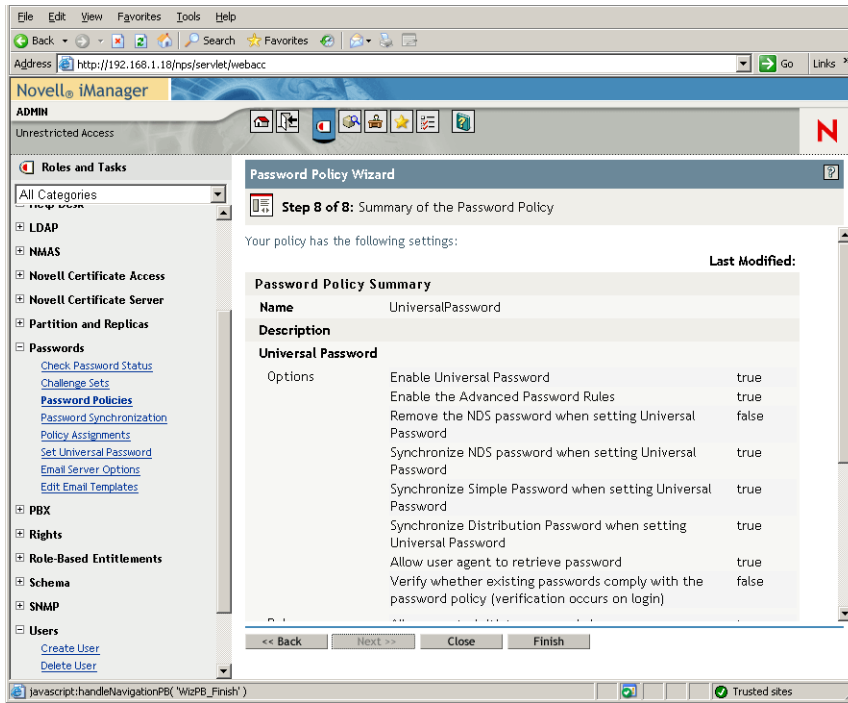 File Edit View Favorites Tools Help
Back Search Favorites
Address http://192.168.1.18/nps/servlet/webacc Go Links »
Novell® iManager
ADMIN
Unrestricted Access
N
Roles and Tasks
All Categories
Help Desk
LDAP
NMAS
Novell Certificate Access
Novell Certificate Server
Partition and Replicas
Passwords
Check Password Status
Challenge Sets
Password Policies
Password Synchronization
Policy Assignments
Set Universal Password
Email Server Options
Edit Email Templates
PBX
Rights
Role-Based Entitlements
Schema
SNMP
Users
Create User
Delete User
Password Policy Wizard ?
Step 8 of 8: Summary of the Password Policy
Your policy has the following settings:
Last Modified:
Password Policy Summary
Name UniversalPassword
Description
Universal Password
Options Enable Universal Password true
Enable the Advanced Password Rules true
Remove the NDS password when setting Universal false
Password
Synchronize NDS password when setting Universal true
Password
Synchronize Simple Password when setting Universal true
Password
Synchronize Distribution Password when setting true
Universal Password
Allow user agent to retrieve password true
Verify whether existing passwords comply with the false
password policy (verification occurs on login)
<< Back Next >> Close Finish
javascript:handleNavigationPB( 'WizPB_Finish' ) Trusted sites